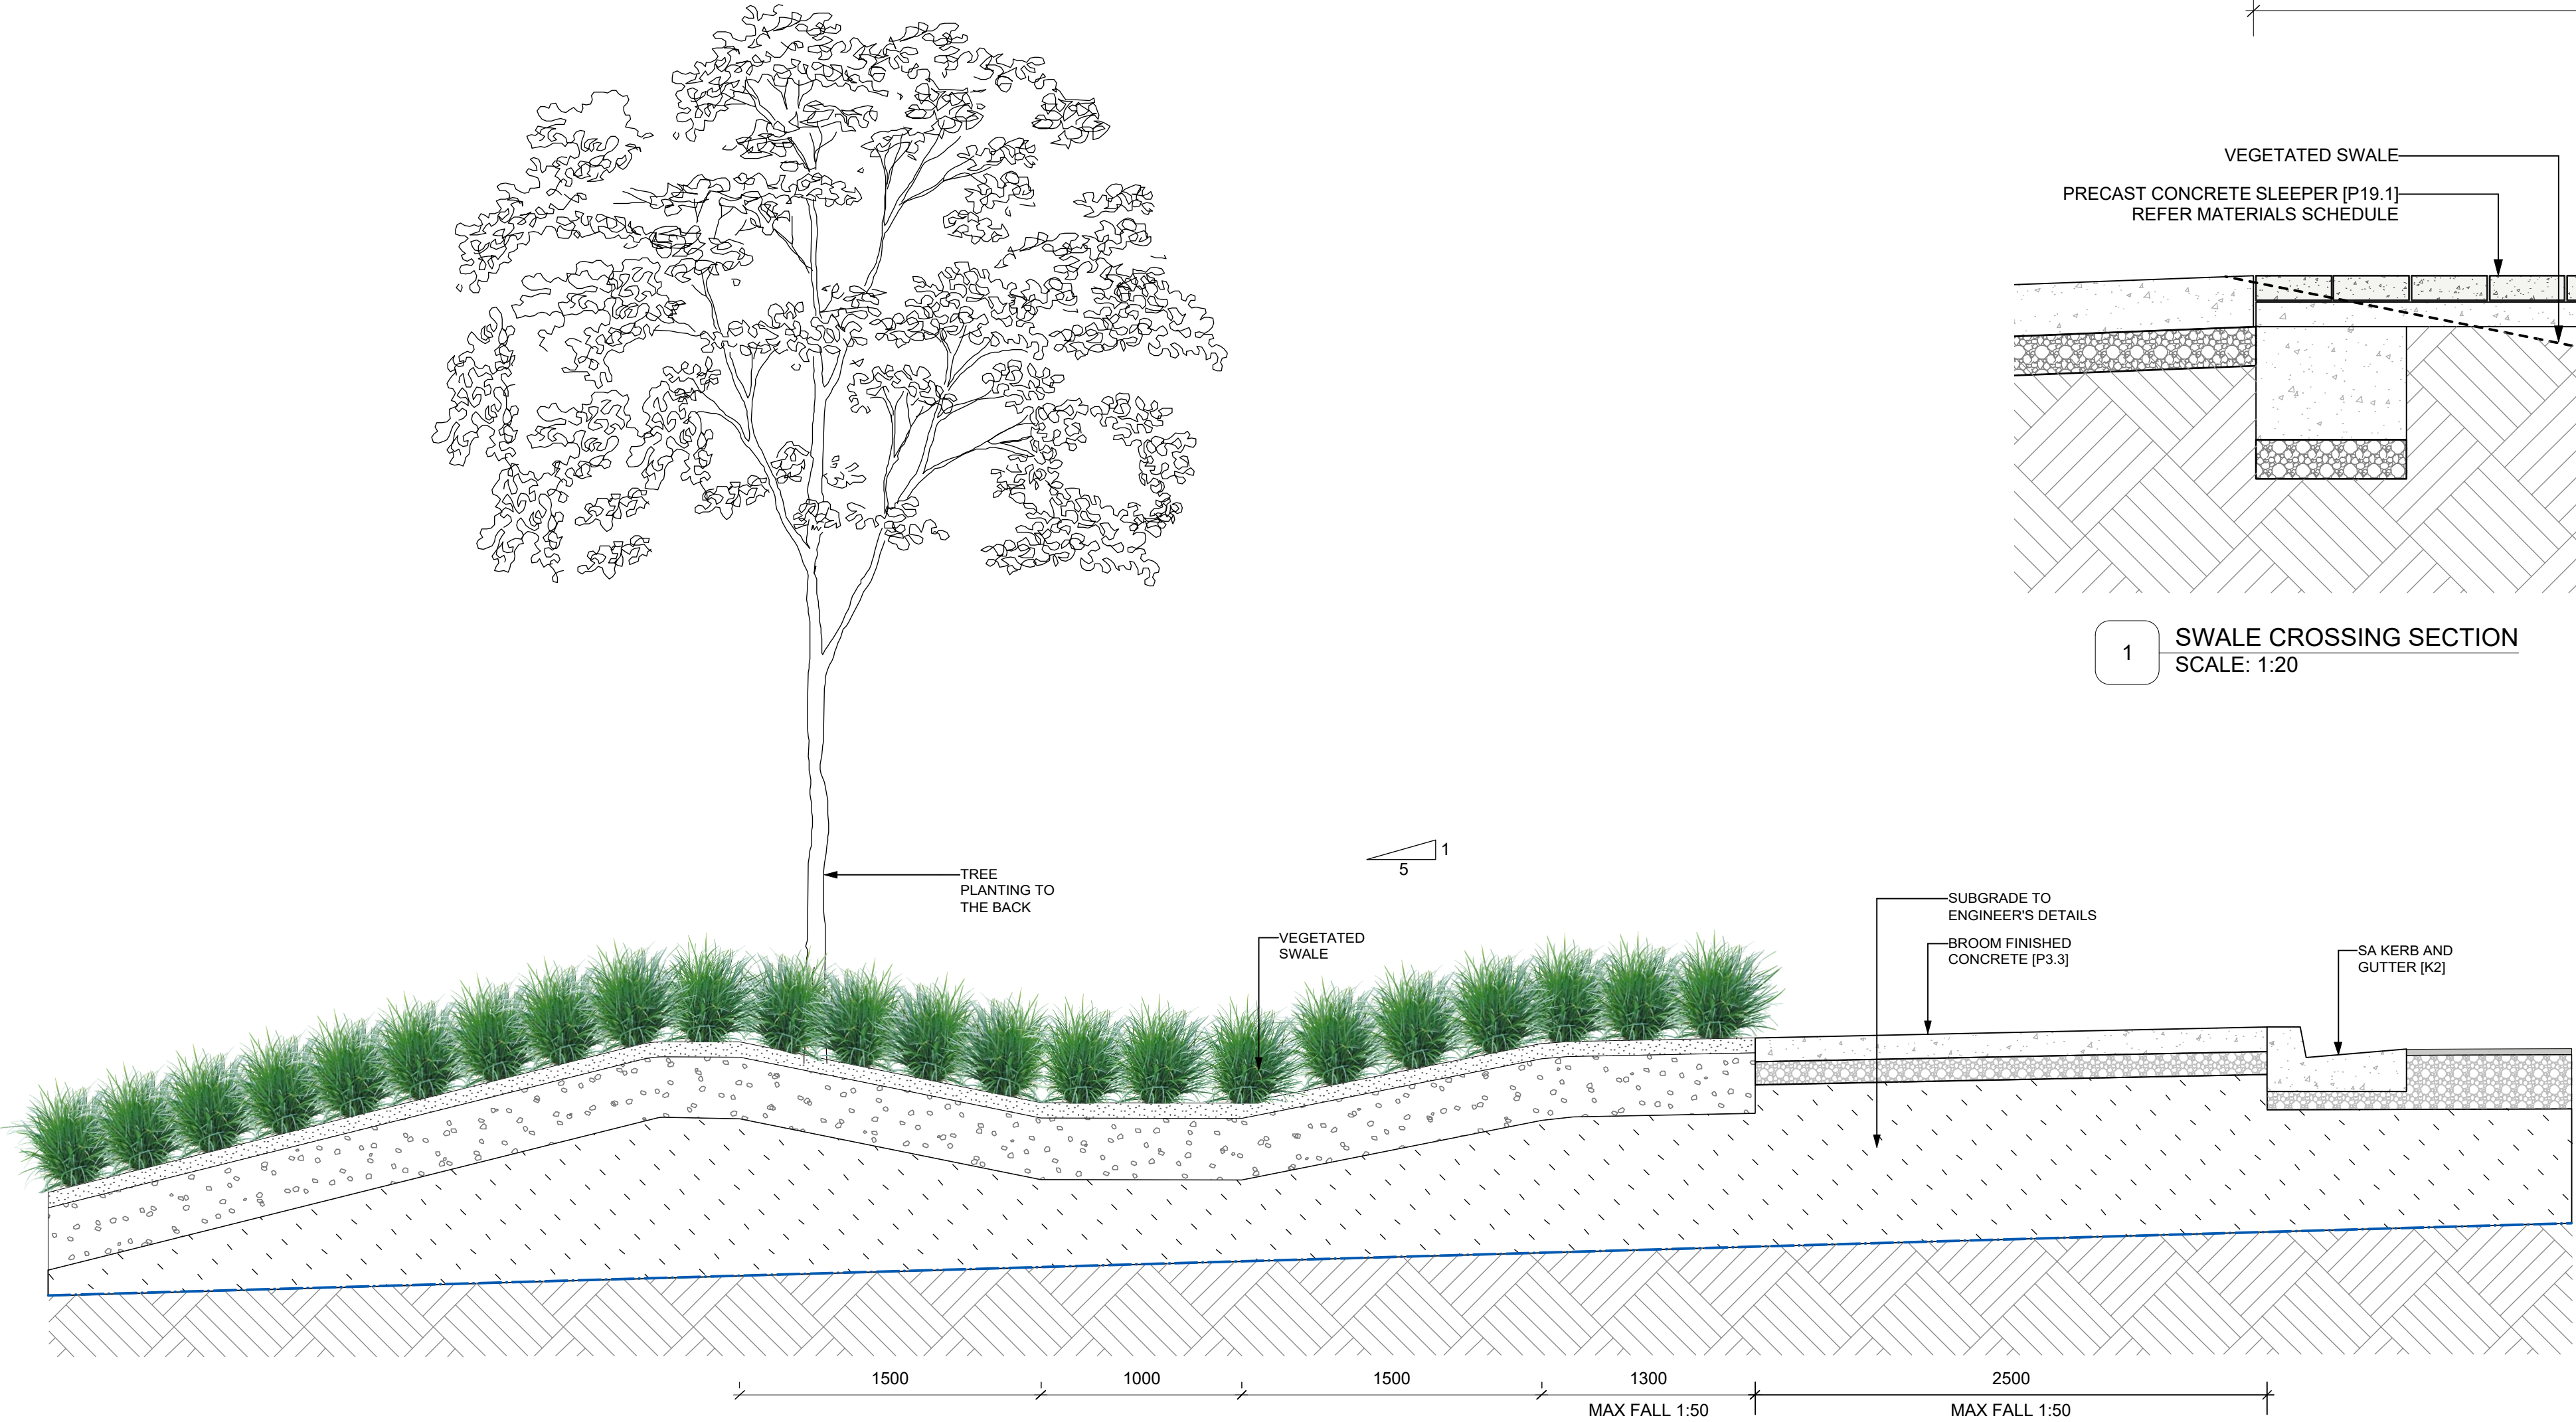 VEGETATED SWALE
PRECAST CONCRETE SLEEPER [P19.1]
REFER MATERIALS SCHEDULE
1
SWALE CROSSING SECTION
SCALE: 1:20
1
5
TREE
PLANTING TO
THE BACK
VEGETATED
SWALE
SUBGRADE TO
ENGINEER'S DETAILS
BROOM FINISHED
CONCRETE [P3.3]
SA KERB AND
GUTTER [K2]
1500
1000
1500
1300
2500
MAX FALL 1:50
MAX FALL 1:50